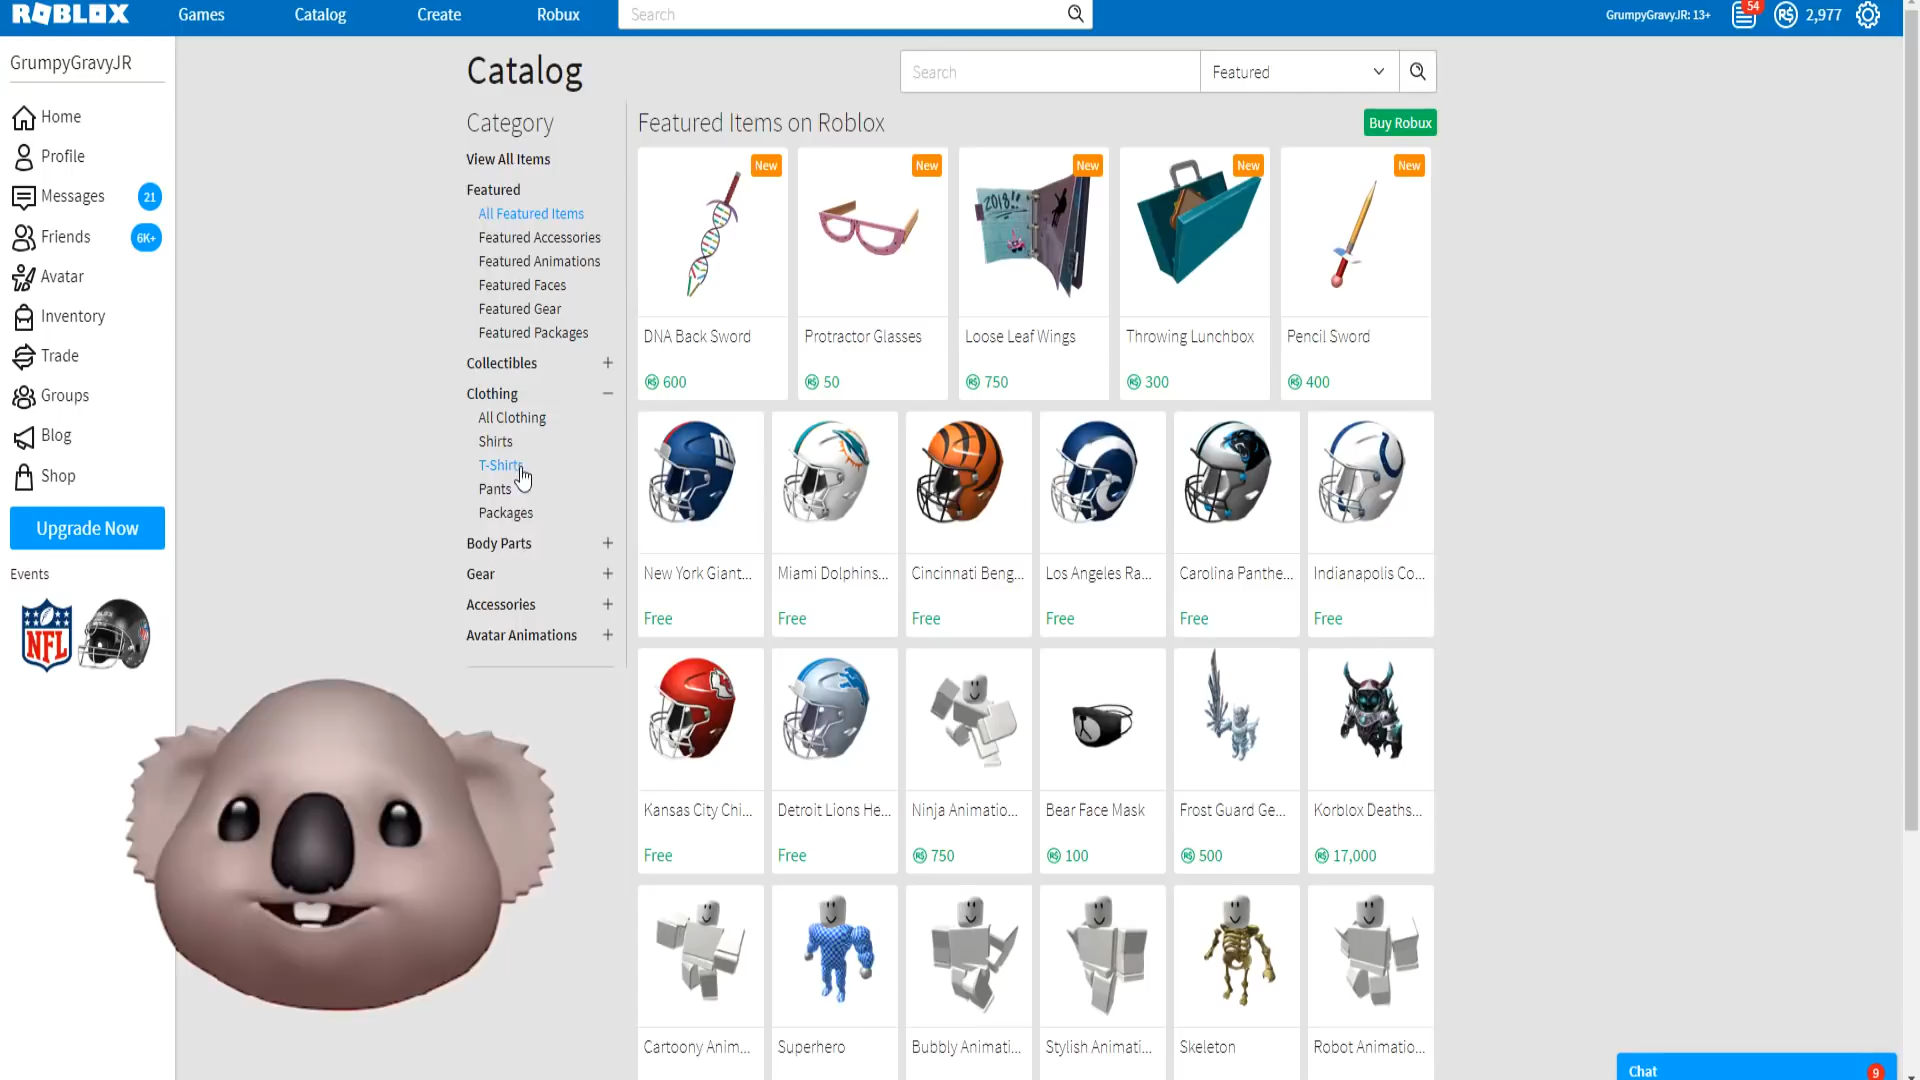 ROBLOX
Games
Catalog
Create
Robux
Search
GrumpyGravyJR: 13+
54
R$ 2,977
GrumpyGravyJR
Home
Profile
Messages
21
Friends
6K+
Avatar
Inventory
Trade
Groups
Blog
Shop
Upgrade Now
Events
NFL
Catalog
Search
Featured
Category
View All Items
Featured
All Featured Items
Featured Accessories
Featured Animations
Featured Faces
Featured Gear
Featured Packages
Collectibles +
Clothing −
All Clothing
Shirts
T-Shirts
Pants
Packages
Body Parts +
Gear +
Accessories +
Avatar Animations +
Featured Items on Roblox
Buy Robux
New
New
2018!!
New
New
New
DNA Back Sword
R$ 600
Protractor Glasses
R$ 50
Loose Leaf Wings
R$ 750
Throwing Lunchbox
R$ 300
Pencil Sword
R$ 400
New York Giant...
Free
Miami Dolphins...
Free
Cincinnati Beng...
Free
Los Angeles Ra...
Free
Carolina Panthe...
Free
Indianapolis Co...
Free
Kansas City Chi...
Free
Detroit Lions He...
Free
Ninja Animatio...
R$ 750
Bear Face Mask
R$ 100
Frost Guard Ge...
R$ 500
Korblox Deaths...
R$ 17,000
Cartoony Anim...
Superhero
Bubbly Animati...
Stylish Animati...
Skeleton
Robot Animatio...
Chat
9